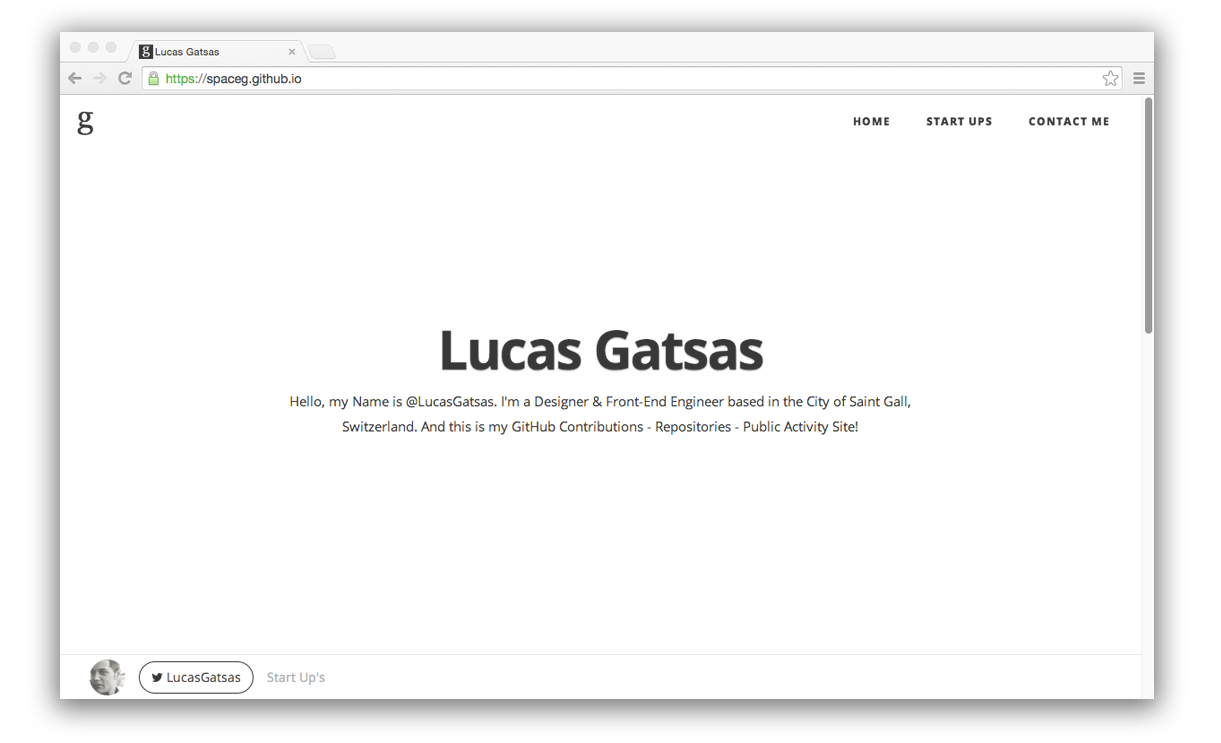 g Lucas Gatsas
https://spaceg.github.io
g
HOME START UPS CONTACT ME
Lucas Gatsas
Hello, my Name is @LucasGatsas. I'm a Designer & Front-End Engineer based in the City of Saint Gall,
Switzerland. And this is my GitHub Contributions - Repositories - Public Activity Site!
LucasGatsas Start Up's